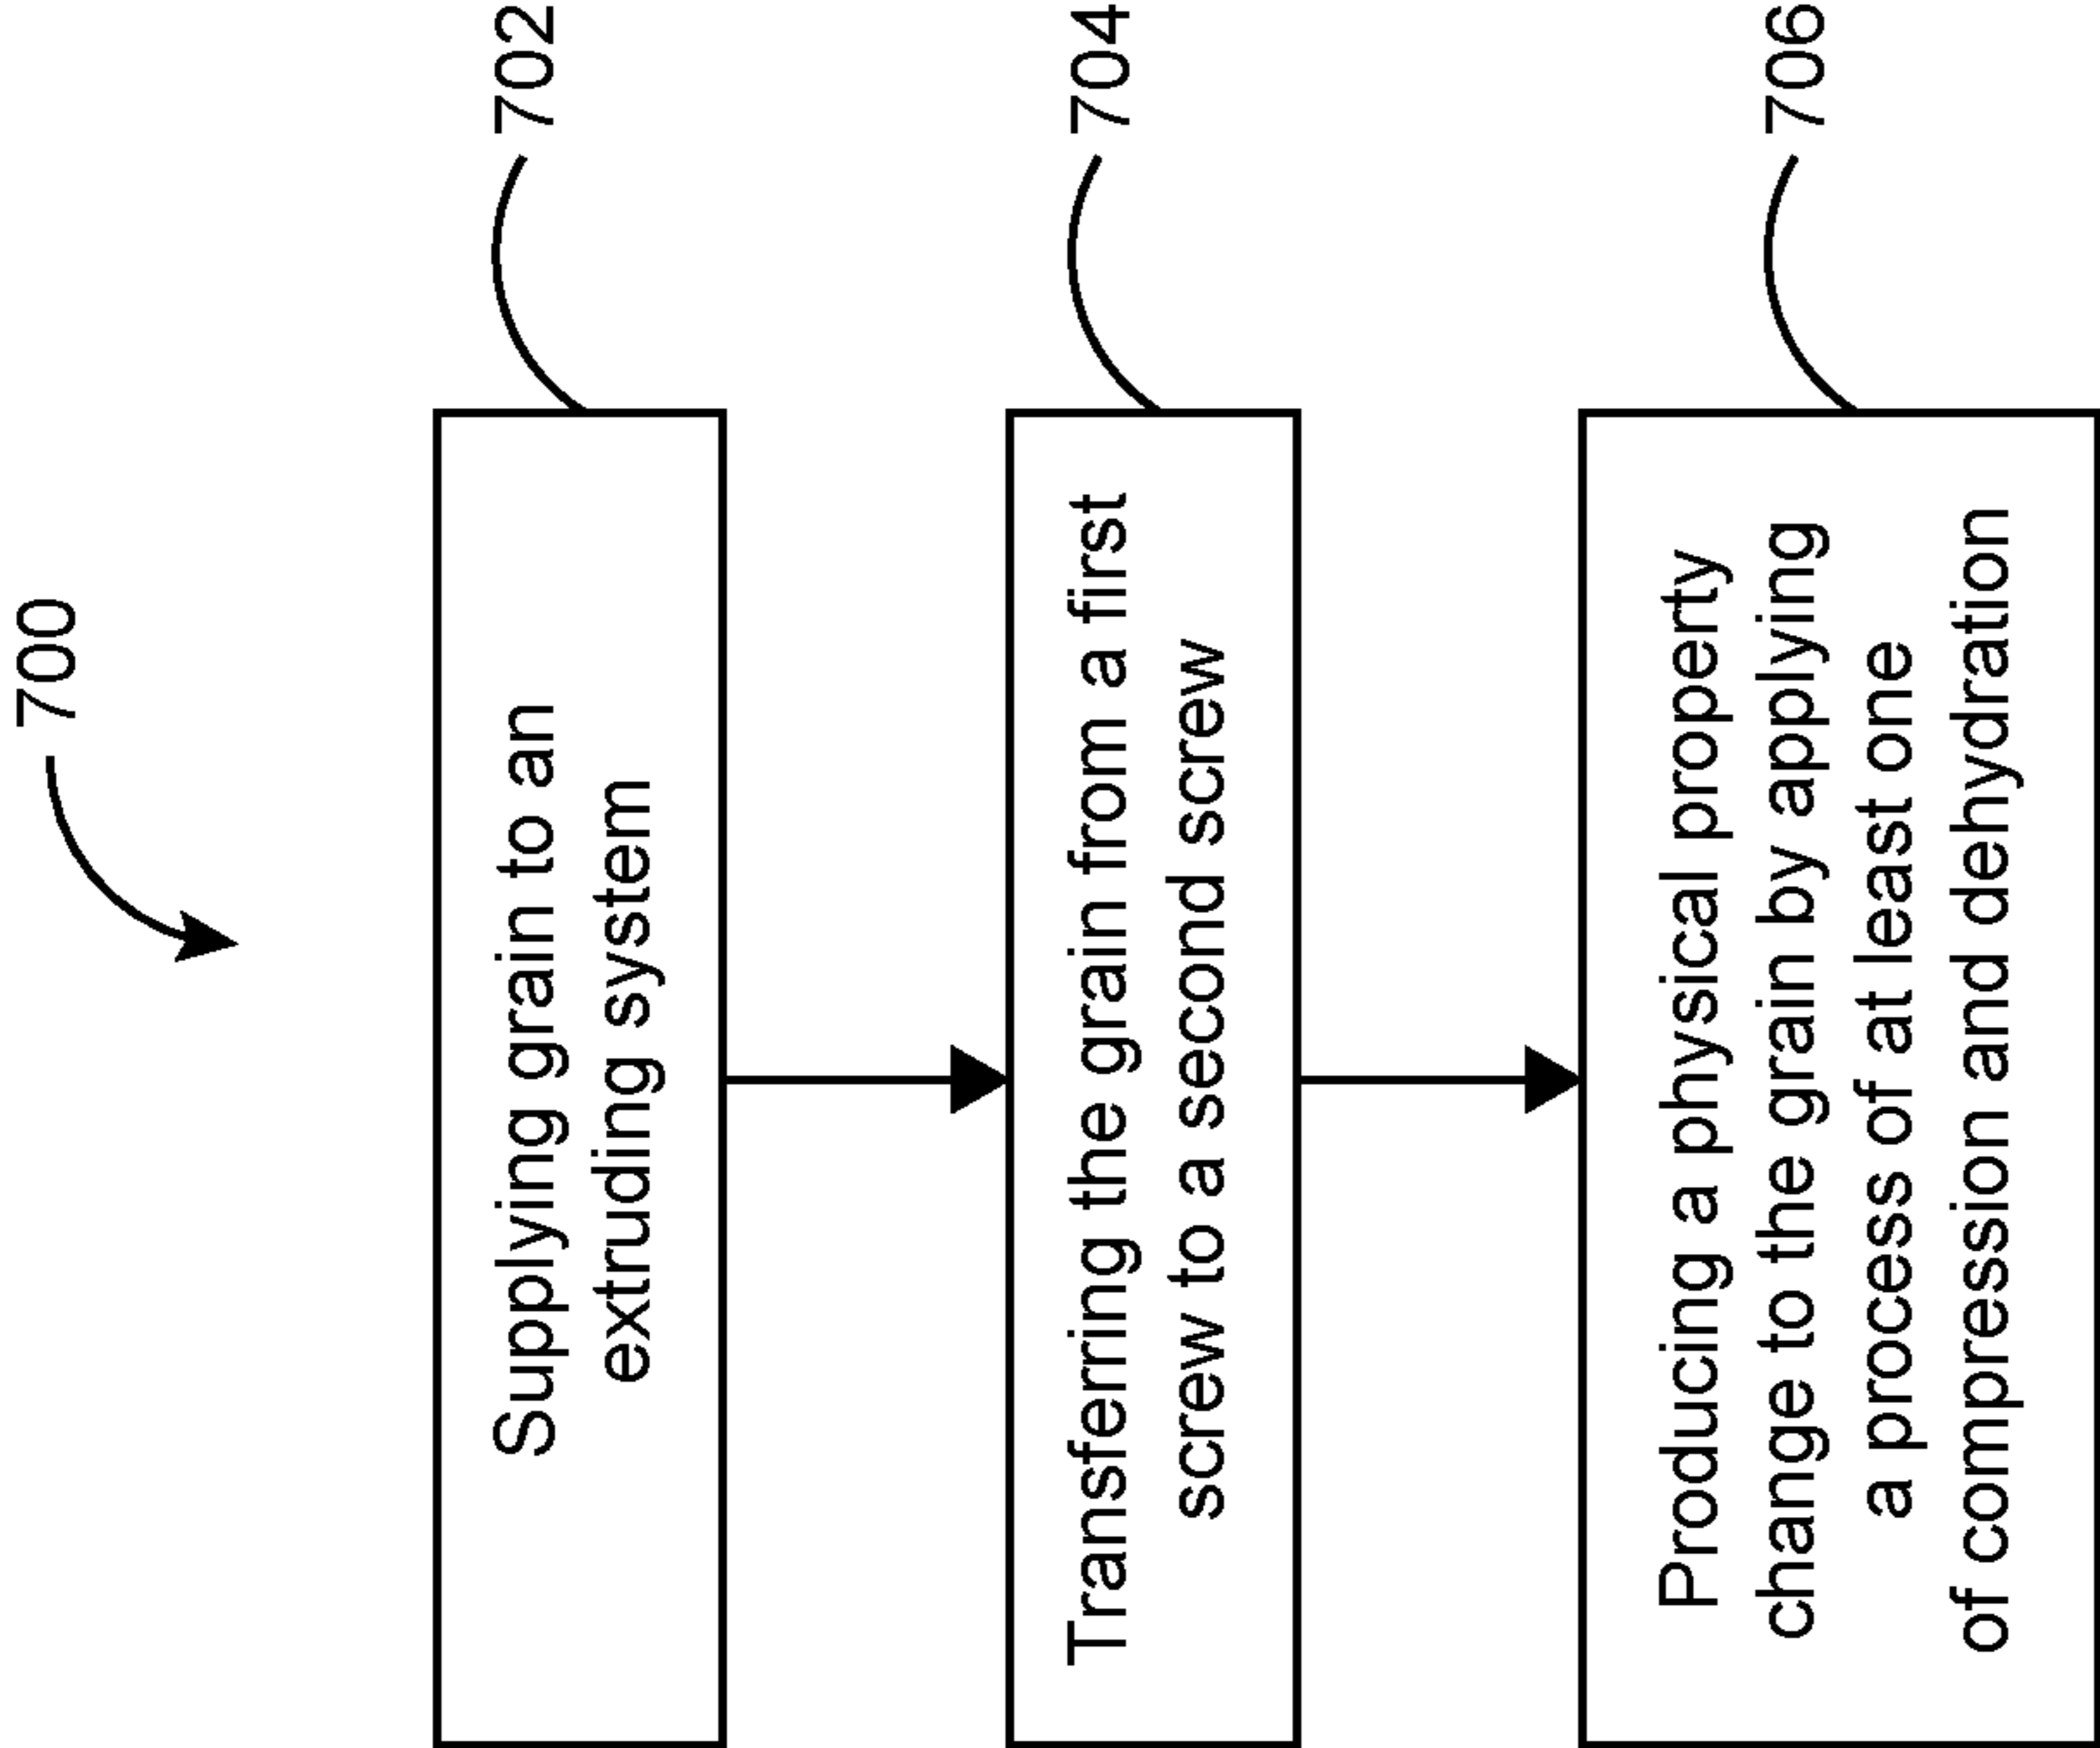 700
Supplying grain to an
extruding system
702
Transferring the grain from a first
screw to a second screw
704
Producing a physical property
change to the grain by applying
a process of at least one
of compression and dehydration
706